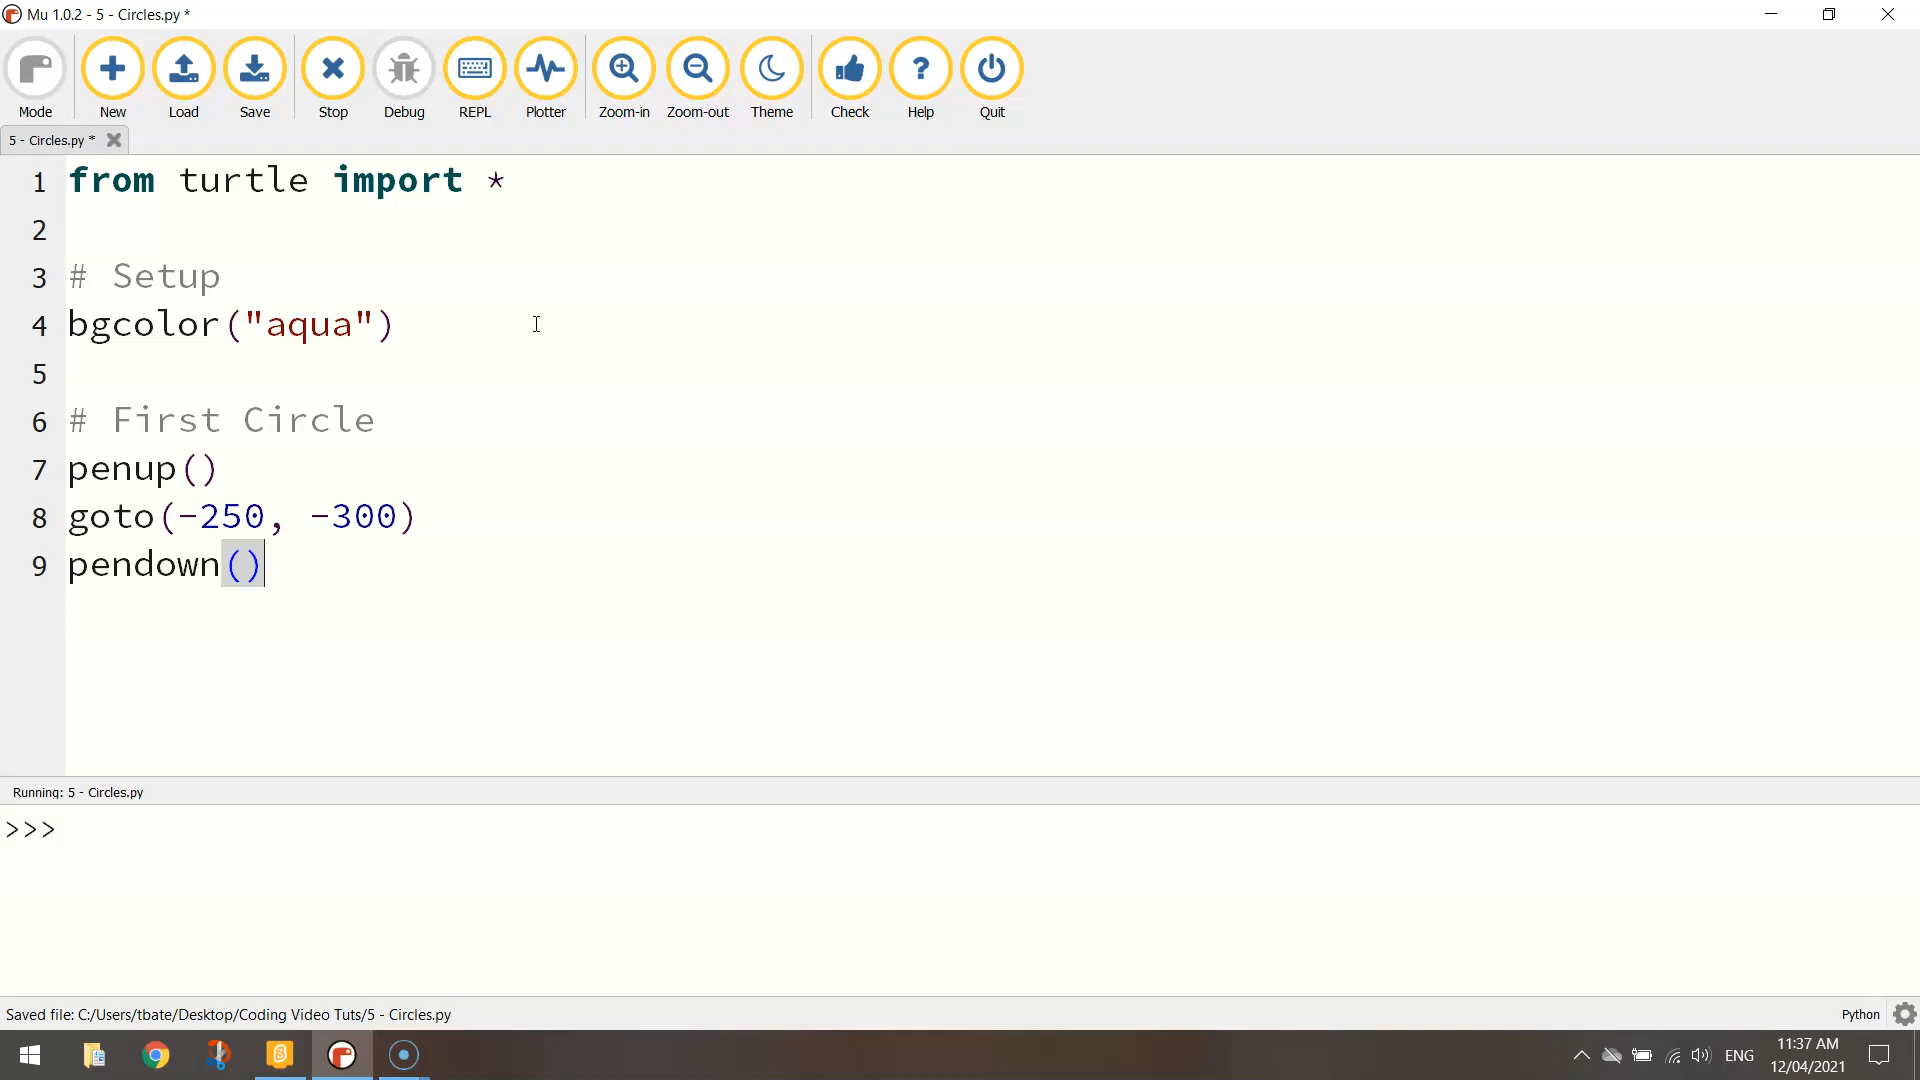 Mu 1.0.2 - 5 - Circles.py *
Mode New Load Save Stop Debug REPL Plotter Zoom-in Zoom-out Theme Check Help Quit
5 - Circles.py *
1 from turtle import *
2
3 # Setup
4 bgcolor("aqua")
5
6 # First Circle
7 penup()
8 goto(-250, -300)
9 pendown()
Running: 5 - Circles.py
>>>
Saved file: C:/Users/tbate/Desktop/Coding Video Tuts/5 - Circles.py
Python
ENG
11:37 AM
12/04/2021